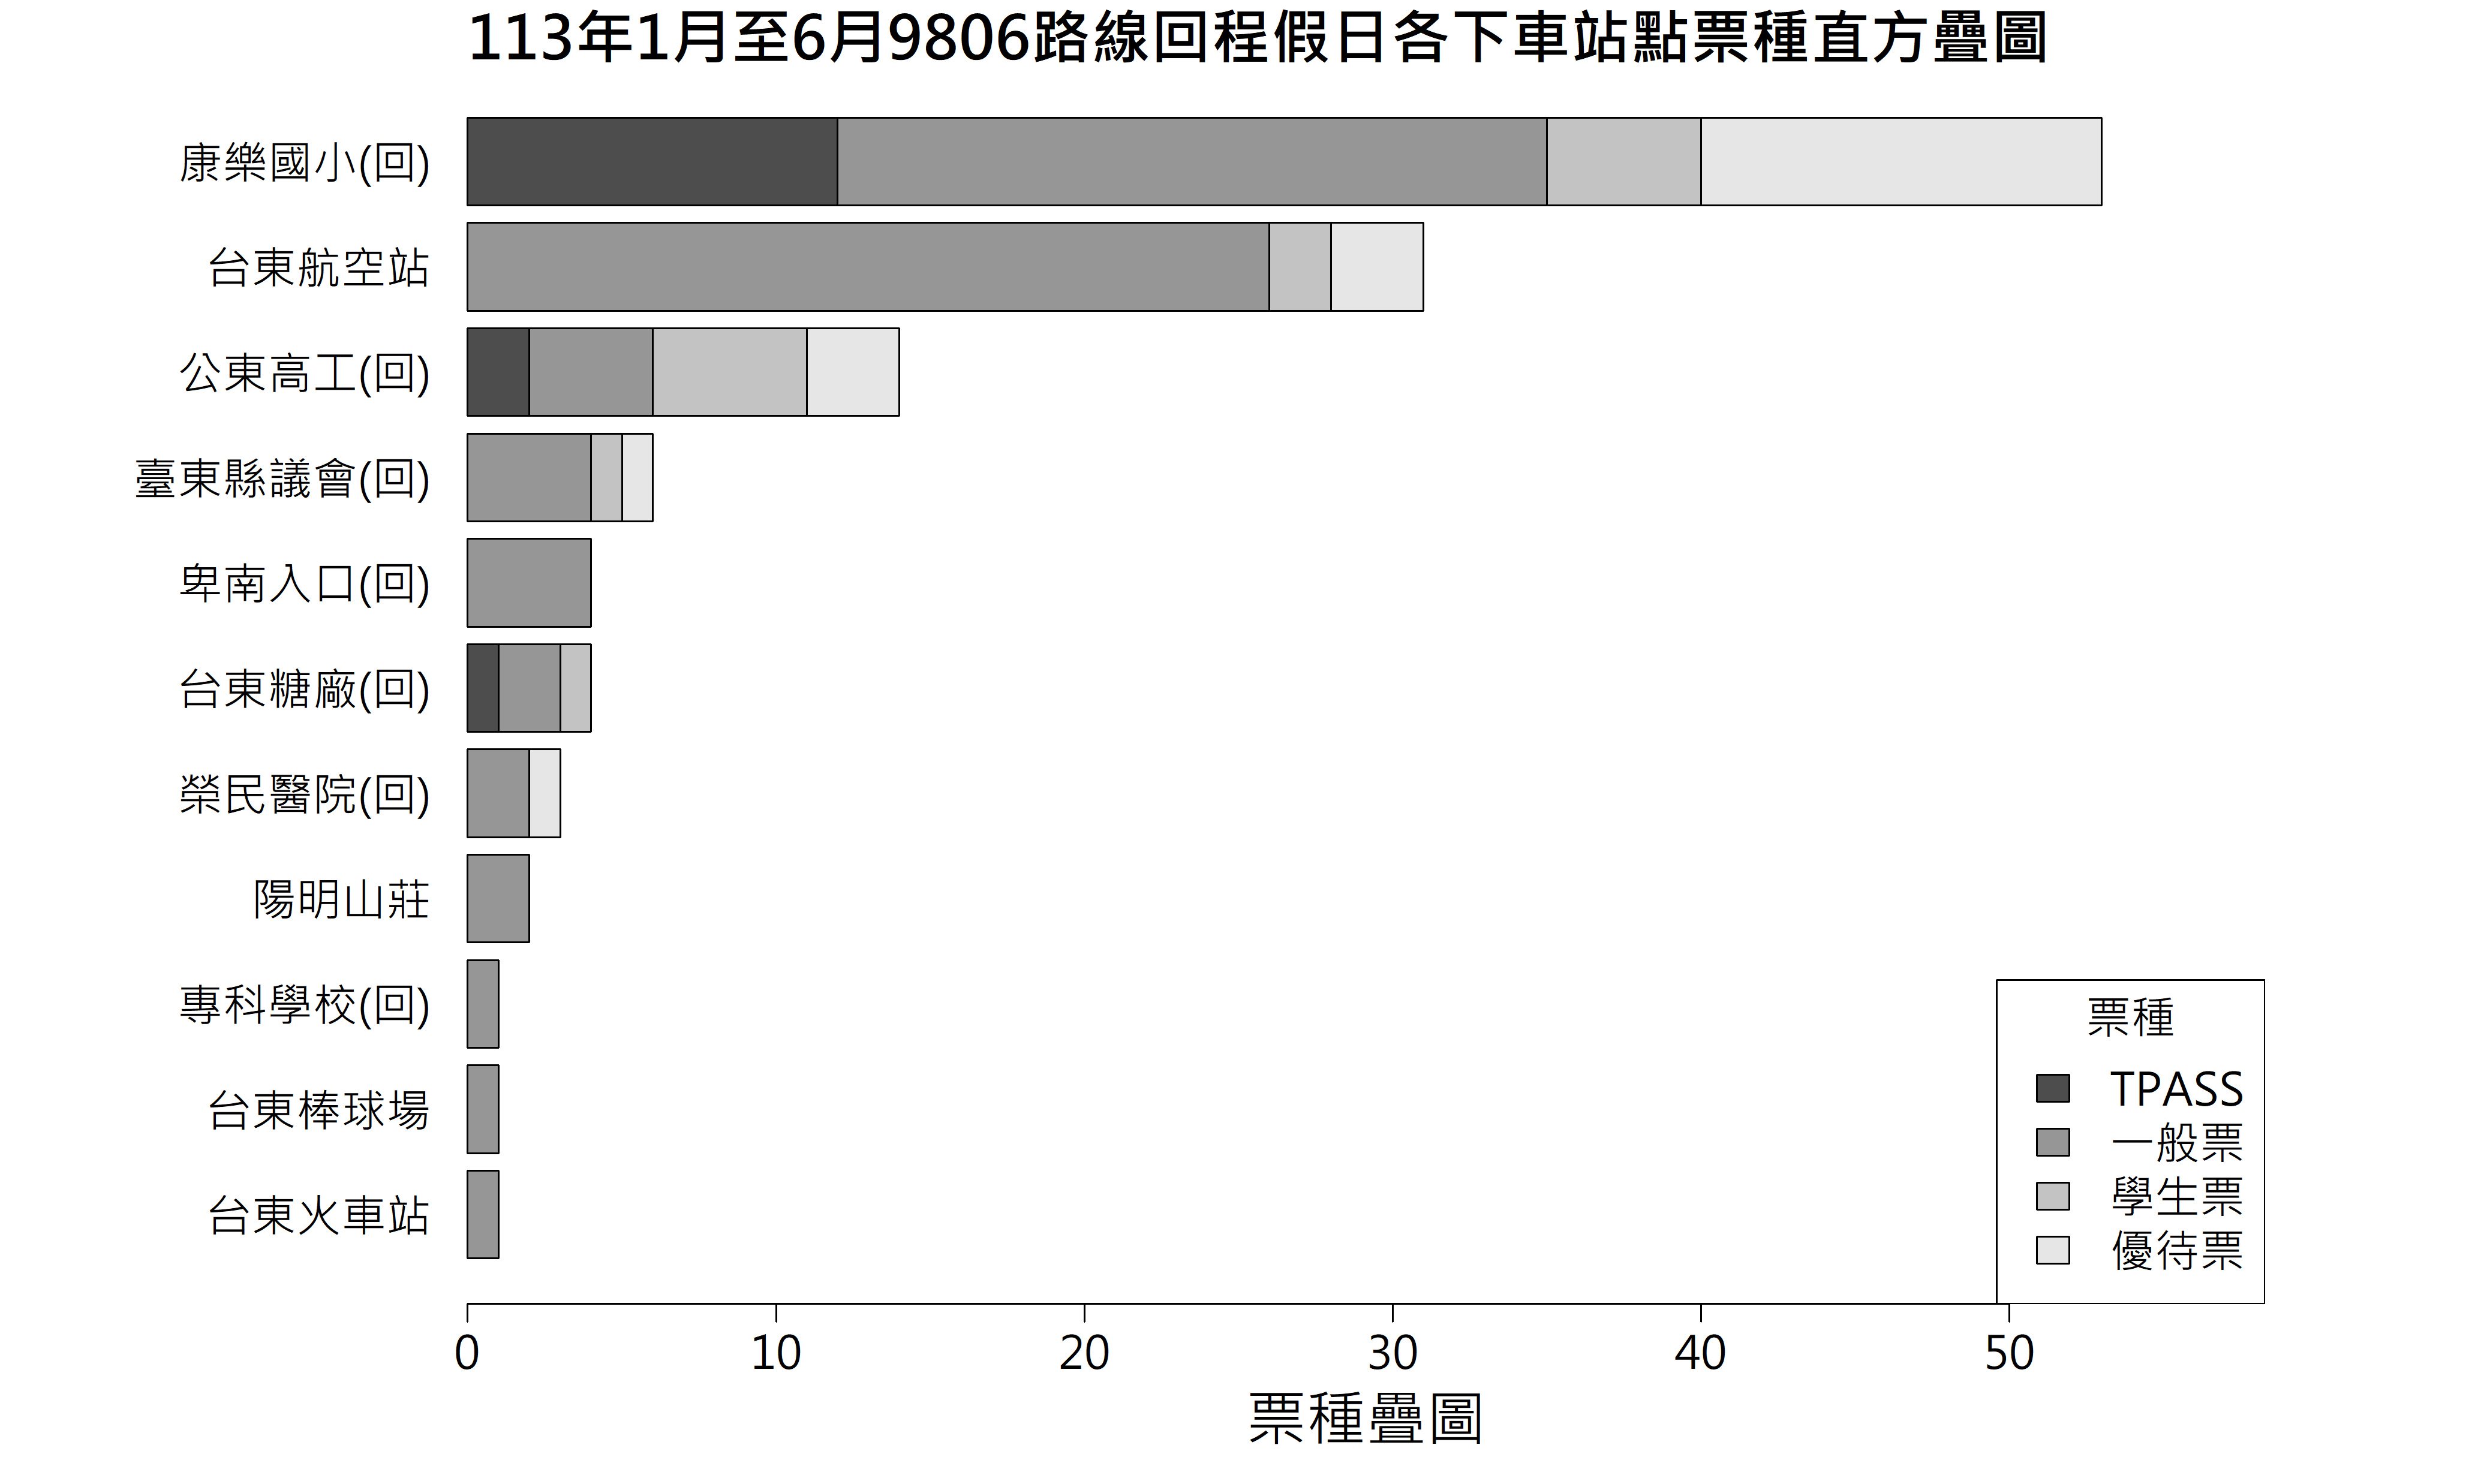 113年1月至6月9806路線回程假日各下車站點票種直方疊圖
康樂國小(回)
台東航空站
公東高工(回)
臺東縣議會(回)
卑南入口(回)
台東糖廠(回)
榮民醫院(回)
陽明山莊
專科學校(回)
台東棒球場
台東火車站
票種
TPASS
一般票
學生票
優待票
0 10 20 30 40 50
票種疊圖